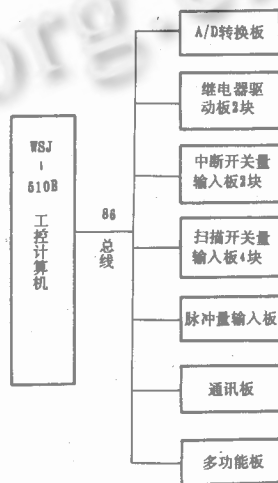 org.
A/D转换板
继电器驱
动板2块
中断开关量
输入板2块
扫描开关量
输入板4块
脉冲量输入板
通讯板
多功能板
WSJ
-
510B
工控计算机
86
总线